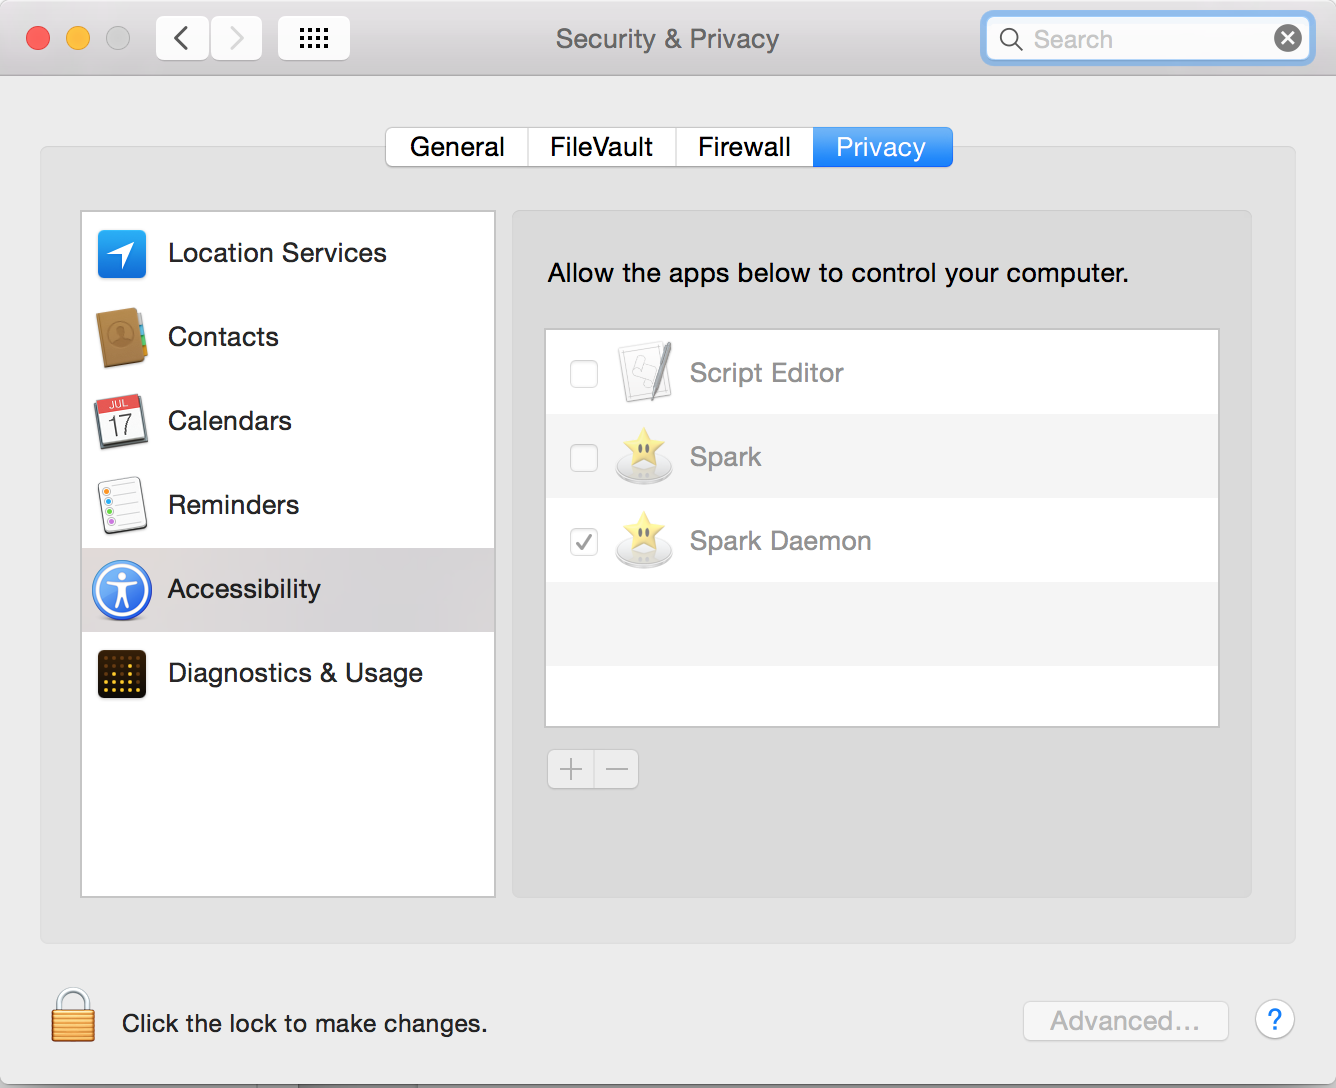 Security & Privacy
Search
General
FileVault
Firewall
Privacy
Location Services
Contacts
JUL
17
Calendars
Reminders
Accessibility
Diagnostics & Usage
Allow the apps below to control your computer.
Script Editor
Spark
Spark Daemon
Click the lock to make changes.
Advanced...
?